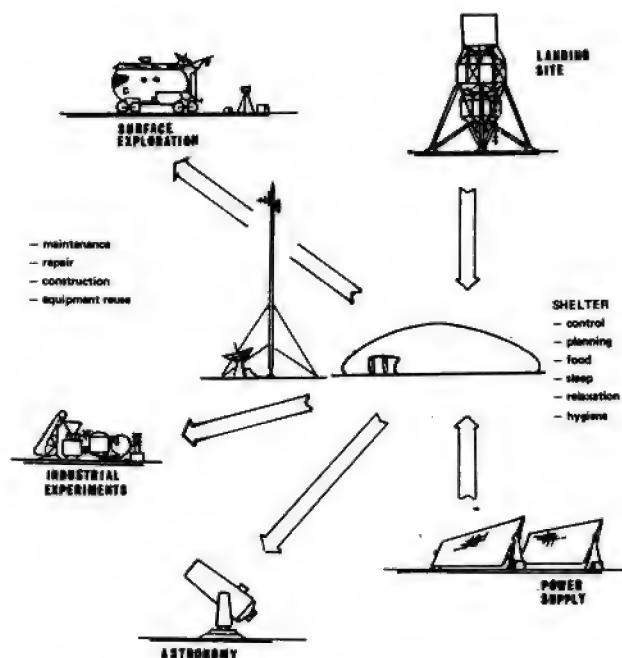 LANDING
SITE
SURFACE
EXPLORATION
– maintenance
– repair
– construction
– equipment reuse
SHELTER
– control
– planning
– food
– sleep
– relaxation
– hygiene
INDUSTRIAL
EXPERIMENTS
POWER
SUPPLY
ASTRONOMY